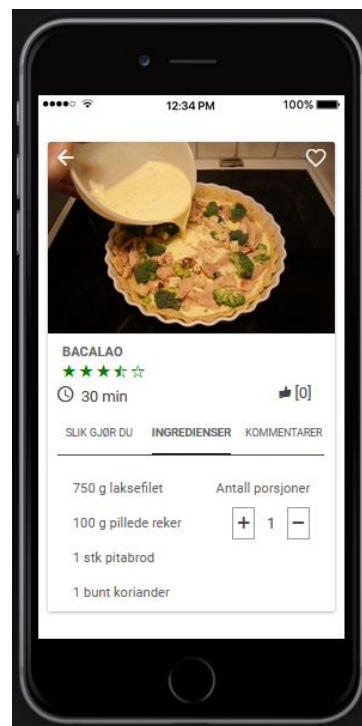 12:34 PM 100%
BACALAO
30 min [0]
SLIK GJØR DU INGREDIENSER KOMMENTARER
750 g laksefilet Antall porsjoner
100 g pillede reker + 1 −
1 stk pitabrod
1 bunt koriander